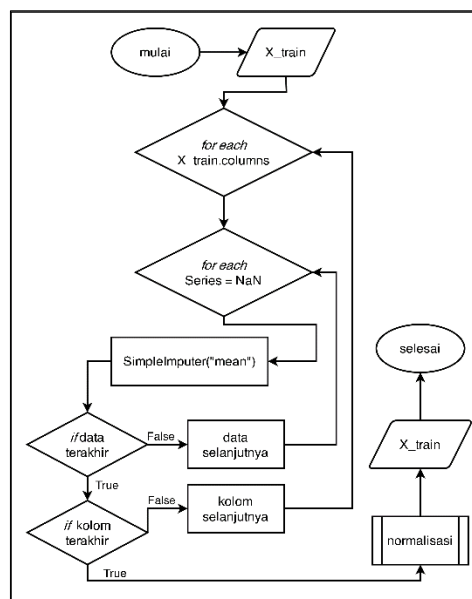 mulai
X_train
for each
X_train.columns
for each
Series = NaN
SimpleImputer("mean")
if data
terakhir
False
data
selanjutnya
True
if kolom
terakhir
False
kolom
selanjutnya
True
normalisasi
X_train
selesai